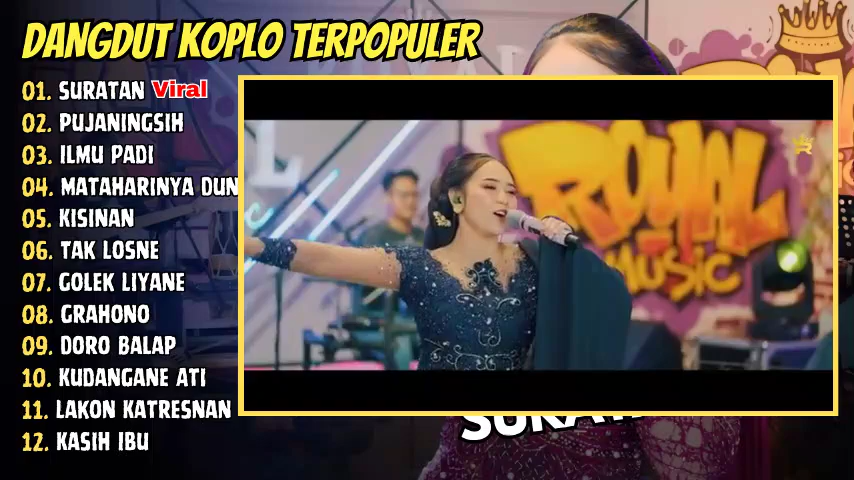 DANGDUT KOPLO TERPOPULER
01. SURATAN Viral
02. PUJANINGSIH
03. ILMU PADI
04. MATAHARINYA DUN
05. KISINAN
06. TAK LOSNE
07. GOLEK LIYANE
08. GRAHONO
09. DORO BALAP
10. KUDANGANE ATI
11. LAKON KATRESNAN
12. KASIH IBU
ROYAL
MUSIC